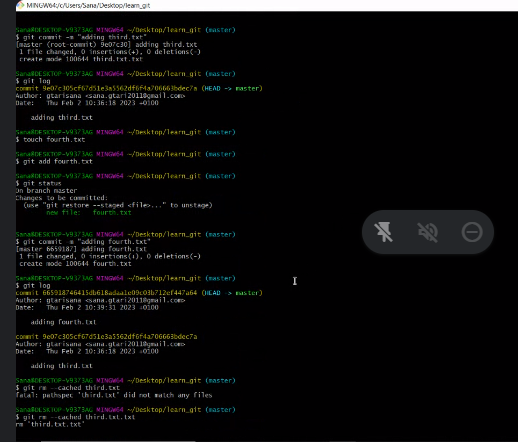 MINGW64:/c/Users/Sana/Desktop/learn_git
Sana@DESKTOP-V9373AG MINGW64 ~/Desktop/learn_git (master)
$ git commit -m "adding third.txt"
[master (root-commit) 9e07c30] adding third.txt
1 file changed, 0 insertions(+), 0 deletions(-)
create mode 100644 third.txt.txt
Sana@DESKTOP-V9373AG MINGW64 ~/Desktop/learn_git (master)
$ git log
commit 9e07c305cf67d51e3a5562df6f4a706663bdec7a (HEAD -> master)
Author: gtarisana <sana.gtari2011@gmail.com>
Date: Thu Feb 2 10:36:18 2023 +0100
adding third.txt
Sana@DESKTOP-V9373AG MINGW64 ~/Desktop/learn_git (master)
$ touch fourth.txt
Sana@DESKTOP-V9373AG MINGW64 ~/Desktop/learn_git (master)
$ git add fourth.txt
Sana@DESKTOP-V9373AG MINGW64 ~/Desktop/learn_git (master)
$ git status
On branch master
Changes to be committed:
(use "git restore --staged <file>..." to unstage)
new file: fourth.txt
Sana@DESKTOP-V9373AG MINGW64 ~/Desktop/learn_git (master)
$ git commit -m "adding fourth.txt"
[master 6659187] adding fourth.txt
1 file changed, 0 insertions(+), 0 deletions(-)
create mode 100644 fourth.txt
Sana@DESKTOP-V9373AG MINGW64 ~/Desktop/learn_git (master)
$ git log
commit (HEAD -> master)
Author: gtarisana <sana.gtari2011@gmail.com>
Date: Thu Feb 2 10:39:31 2023 +0100
adding fourth.txt
commit 9e07c305cf67d51e3a5562df6f4a706663bdec7a
Author: gtarisana <sana.gtari2011@gmail.com>
Date: Thu Feb 2 10:36:18 2023 +0100
adding third.txt
Sana@DESKTOP-V9373AG MINGW64 ~/Desktop/learn_git (master)
$ git rm --cached third.txt
fatal: pathspec 'third.txt' did not match any files
Sana@DESKTOP-V9373AG MINGW64 ~/Desktop/learn_git (master)
$ git rm --cached third.txt.txt
rm 'third.txt.txt'